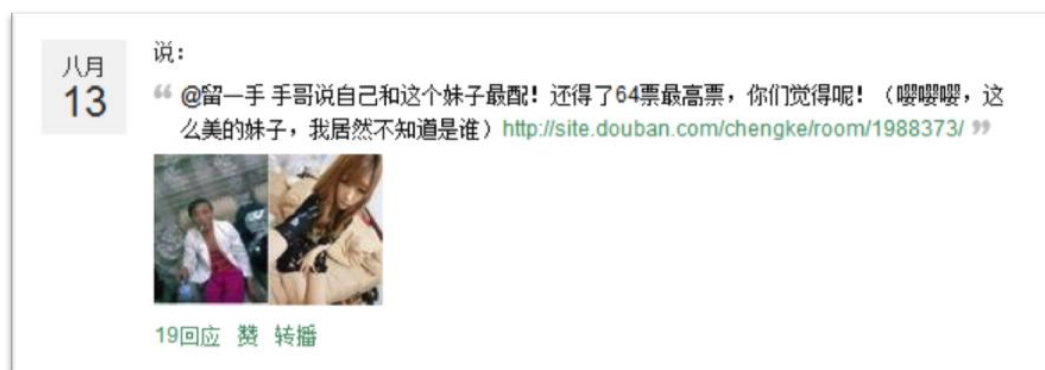 八月
13
说：
“ @留一手 手哥说自己和这个妹子最配！还得了64票最高票，你们觉得呢！（嘤嘤嘤，这
么美的妹子，我居然不知道是谁）http://site.douban.com/chengke/room/1988373/ ”
19回应 赞 转播